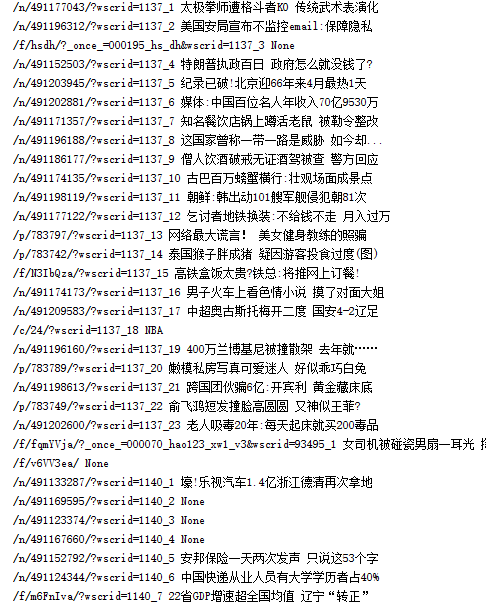 /n/491177043/?wscrid=1137_1 太极拳师遭格斗者KO 传统武术表演化
/n/491196312/?wscrid=1137_2 美国安局宣布不监控email:保障隐私
/f/hsdh/?_once_=000195_hs_dh&wscrid=1137_3 None
/n/491152503/?wscrid=1137_4 特朗普执政百日 政府怎么就没钱了?
/n/491203945/?wscrid=1137_5 纪录已破!北京迎66年来4月最热1天
/n/491202881/?wscrid=1137_6 媒体:中国百位名人年收入70亿9530万
/n/491171357/?wscrid=1137_7 知名餐饮店锅上蹲活老鼠 被勒令整改
/n/491196188/?wscrid=1137_8 这国家曾称一带一路是威胁 如今却...
/n/491186177/?wscrid=1137_9 僧人饮酒破戒无证酒驾被查 警方回应
/n/491174135/?wscrid=1137_10 古巴百万螃蟹横行:壮观场面成景点
/n/491198119/?wscrid=1137_11 朝鲜:韩出动101艘军舰侵犯朝81次
/n/491177122/?wscrid=1137_12 乞讨者地铁换装:不给钱不走 月入过万
/p/783797/?wscrid=1137_13 网络最大谎言! 美女健身教练的照骗
/p/783742/?wscrid=1137_14 泰国猴子胖成猪 疑因游客投食过度(图)
/f/N3IbQza/?wscrid=1137_15 高铁盒饭太贵?铁总:将推网上订餐!
/n/491174173/?wscrid=1137_16 男子火车上看色情小说 摸了对面大姐
/n/491209583/?wscrid=1137_17 中超奥古斯托梅开二度 国安4-2辽足
/c/24/?wscrid=1137_18 NBA
/n/491196160/?wscrid=1137_19 400万兰博基尼被撞散架 去年就……
/p/783789/?wscrid=1137_20 嫩模私房写真可爱迷人 好似乖巧白兔
/n/491198613/?wscrid=1137_21 跨国团伙骗6亿:开宾利 黄金藏床底
/p/783749/?wscrid=1137_22 俞飞鸿短发撞脸高圆圆 又神似王菲?
/n/491202600/?wscrid=1137_23 老人吸毒20年:每天起床就买200毒品
/f/fqmYVja/?_once_=000070_hao123_xw1_v3&wscrid=93495_1 女司机被碰瓷男扇一耳光
/f/v6VV3ea/ None
/n/491133287/?wscrid=1140_1 壕!乐视汽车1.4亿浙江德清再次拿地
/n/491169595/?wscrid=1140_2 None
/n/491123374/?wscrid=1140_3 None
/n/491167660/?wscrid=1140_4 None
/n/491152792/?wscrid=1140_5 安邦保险一天两次发声 只说这53个字
/n/491124344/?wscrid=1140_6 中国快递从业人员有大学学历者占40%
/f/m6FnIva/?wscrid=1140_7 22省GDP增速超全国均值 辽宁“转正”